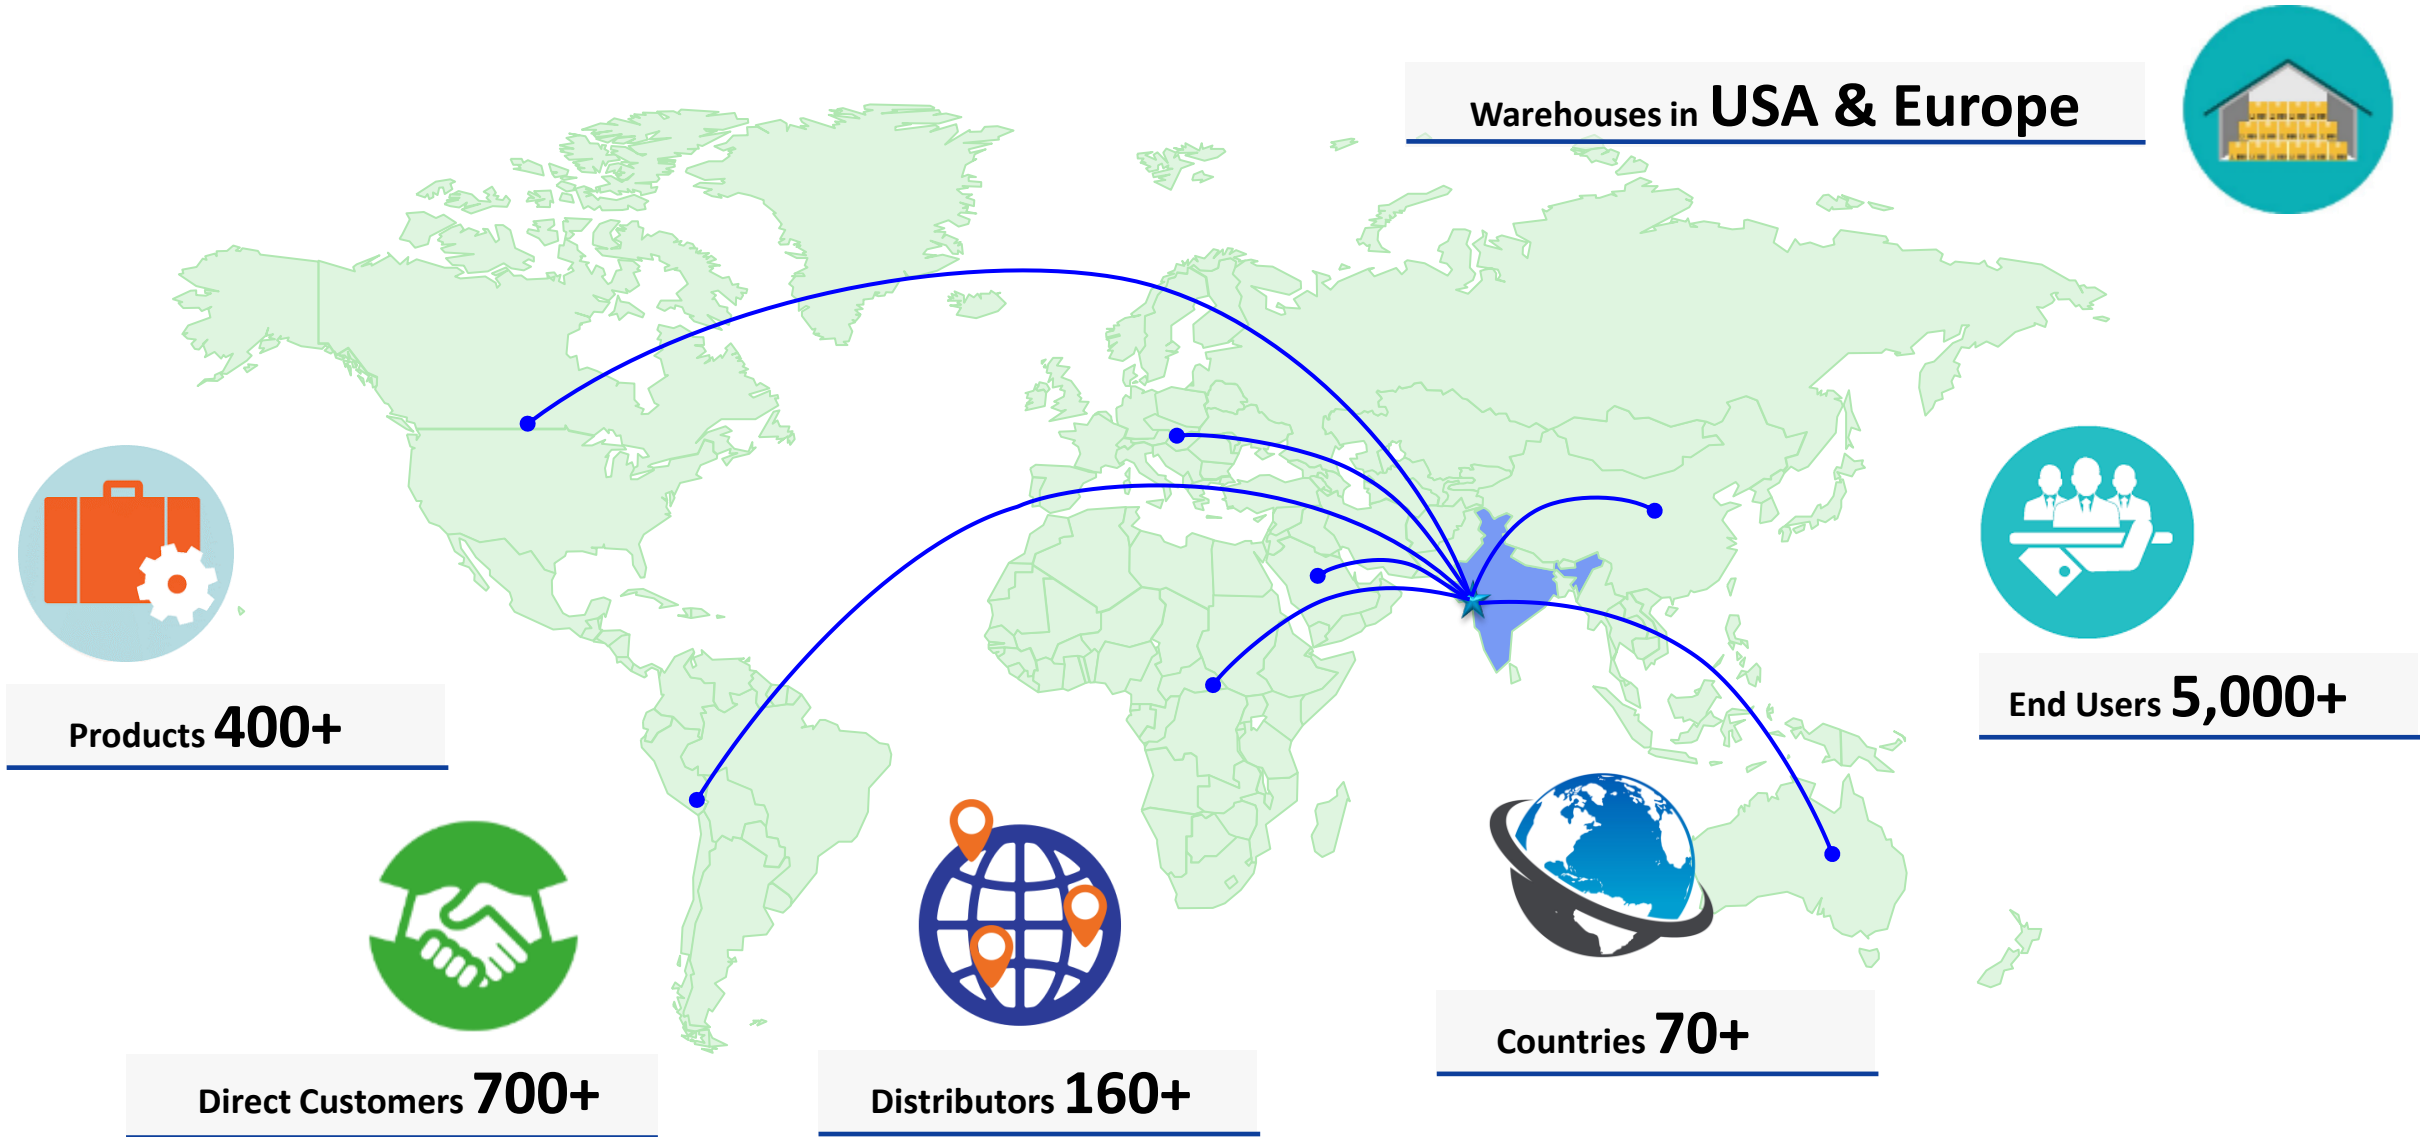 Warehouses in USA & Europe
Products 400+
End Users 5,000+
Direct Customers 700+
Distributors 160+
Countries 70+